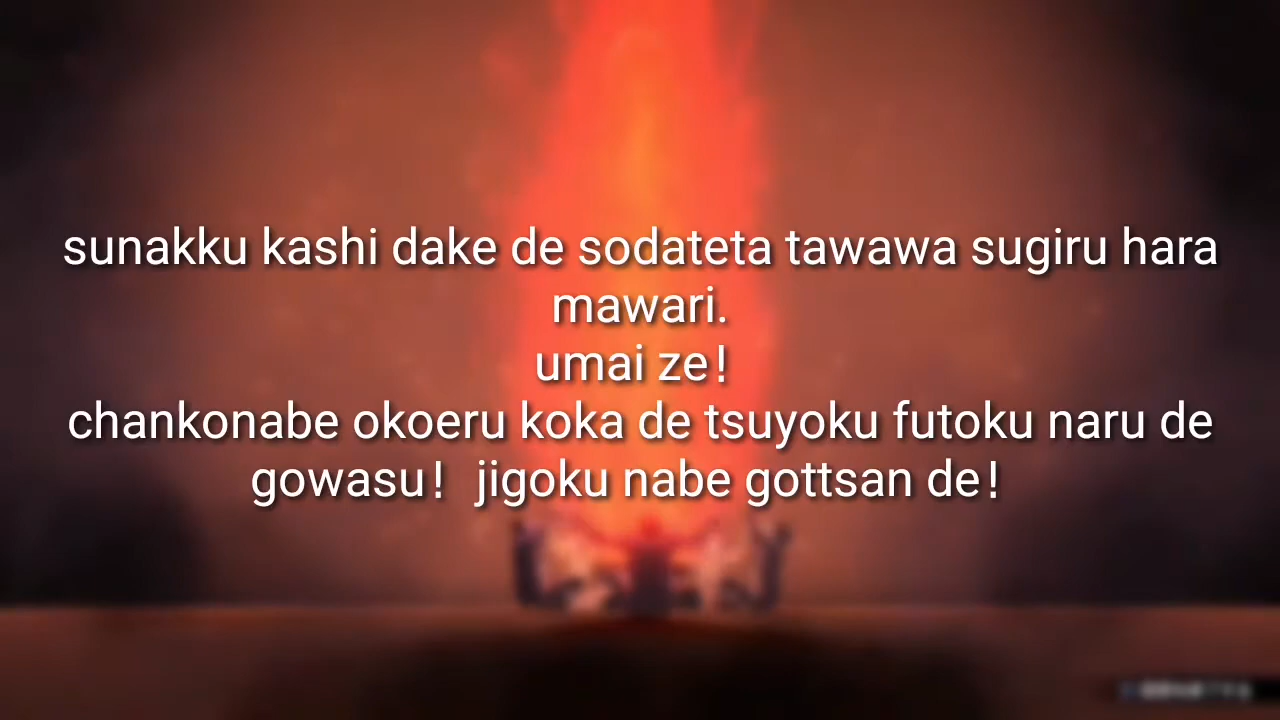 sunakku kashi dake de sodateta tawawa sugiru hara
mawari.
umai ze!
chankonabe okoeru koka de tsuyoku futoku naru de
gowasu! jigoku nabe gottsan de!